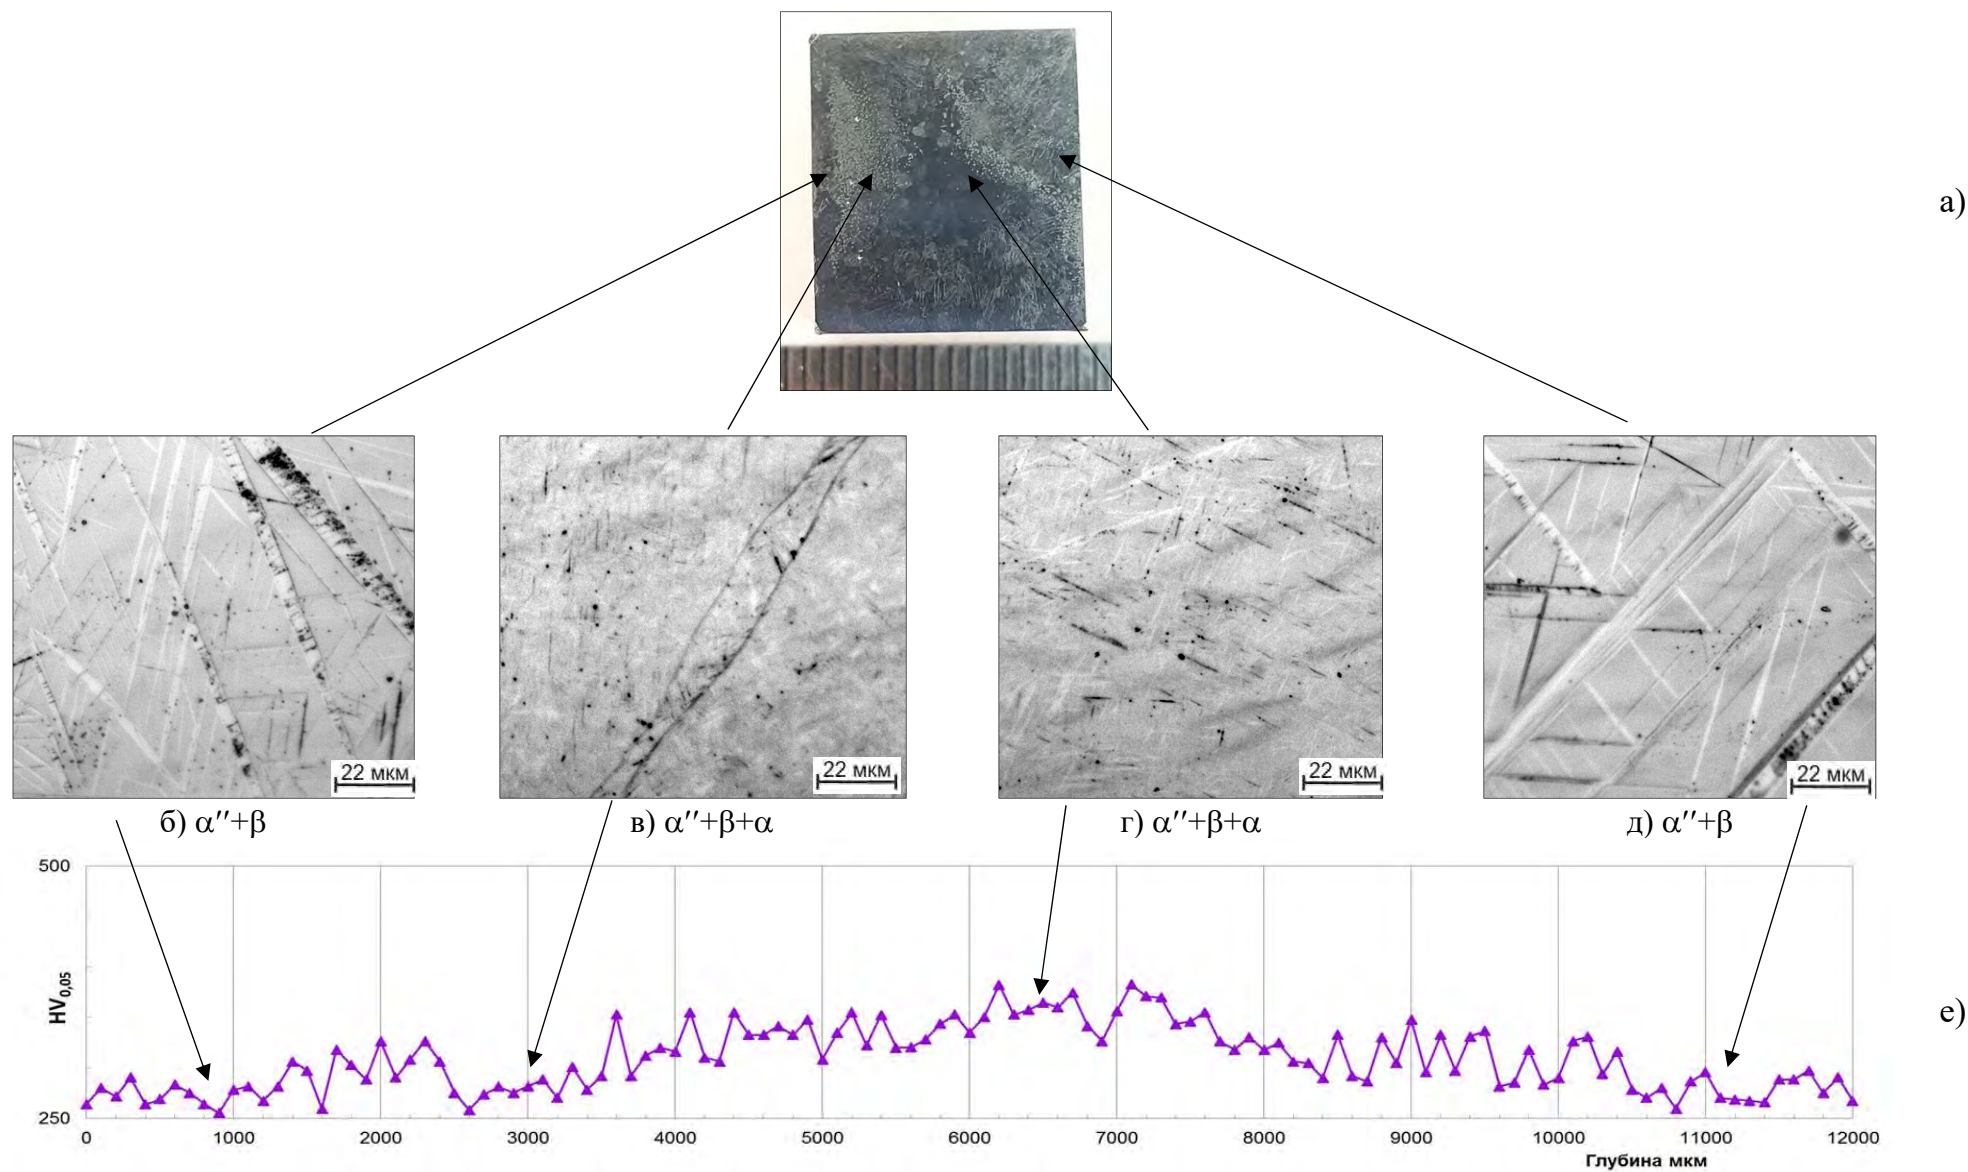 а)
22 мкм
22 мкм
22 мкм
22 мкм
б) α′′+β
в) α′′+β+α
г) α′′+β+α
д) α′′+β
500
HV0,05
250
е)
0 1000 2000 3000 4000 5000 6000 7000 8000 9000 10000 11000 12000
Глубина мкм